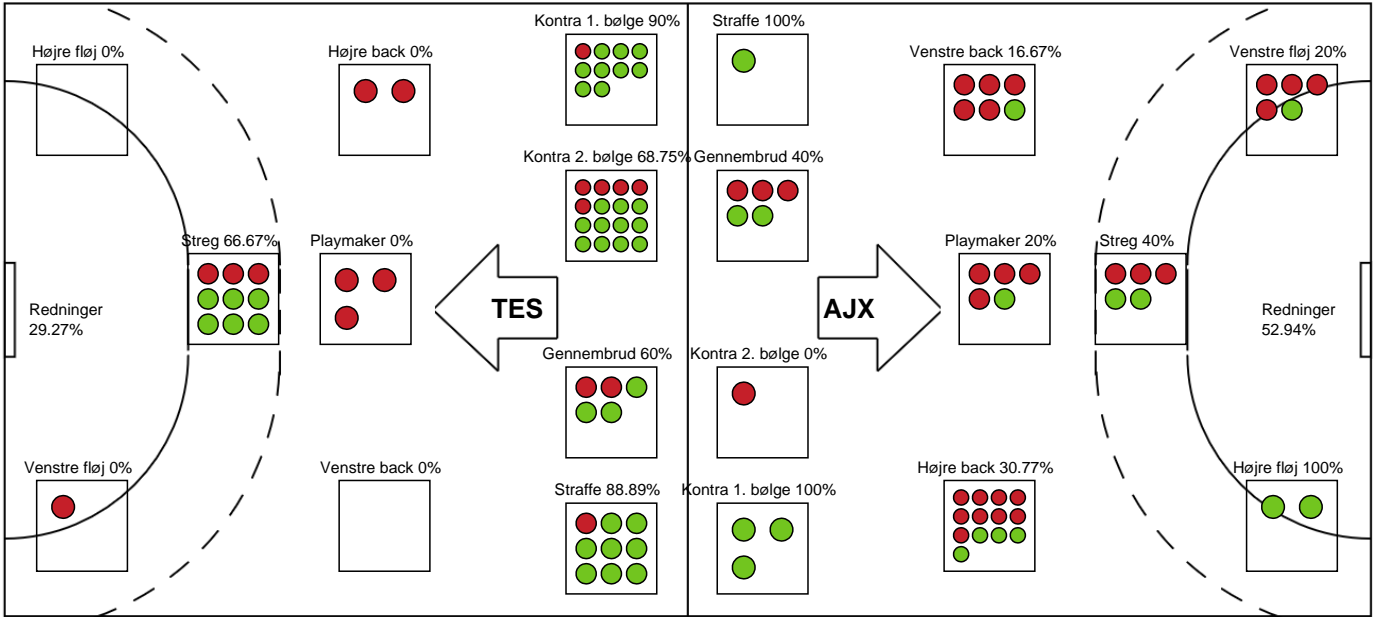 Kontra 1. bølge 90%
Straffe 100%
Højre fløj 0%
Højre back 0%
Venstre back 16.67%
Venstre fløj 20%
Kontra 2. bølge 68.75%
Gennembrud 40%
Streg 66.67%
Playmaker 0%
Playmaker 20%
Streg 40%
TES
AJX
Redninger
29.27%
Redninger
52.94%
Gennembrud 60%
Kontra 2. bølge 0%
Venstre fløj 0%
Venstre back 0%
Højre back 30.77%
Højre fløj 100%
Straffe 88.89%
Kontra 1. bølge 100%